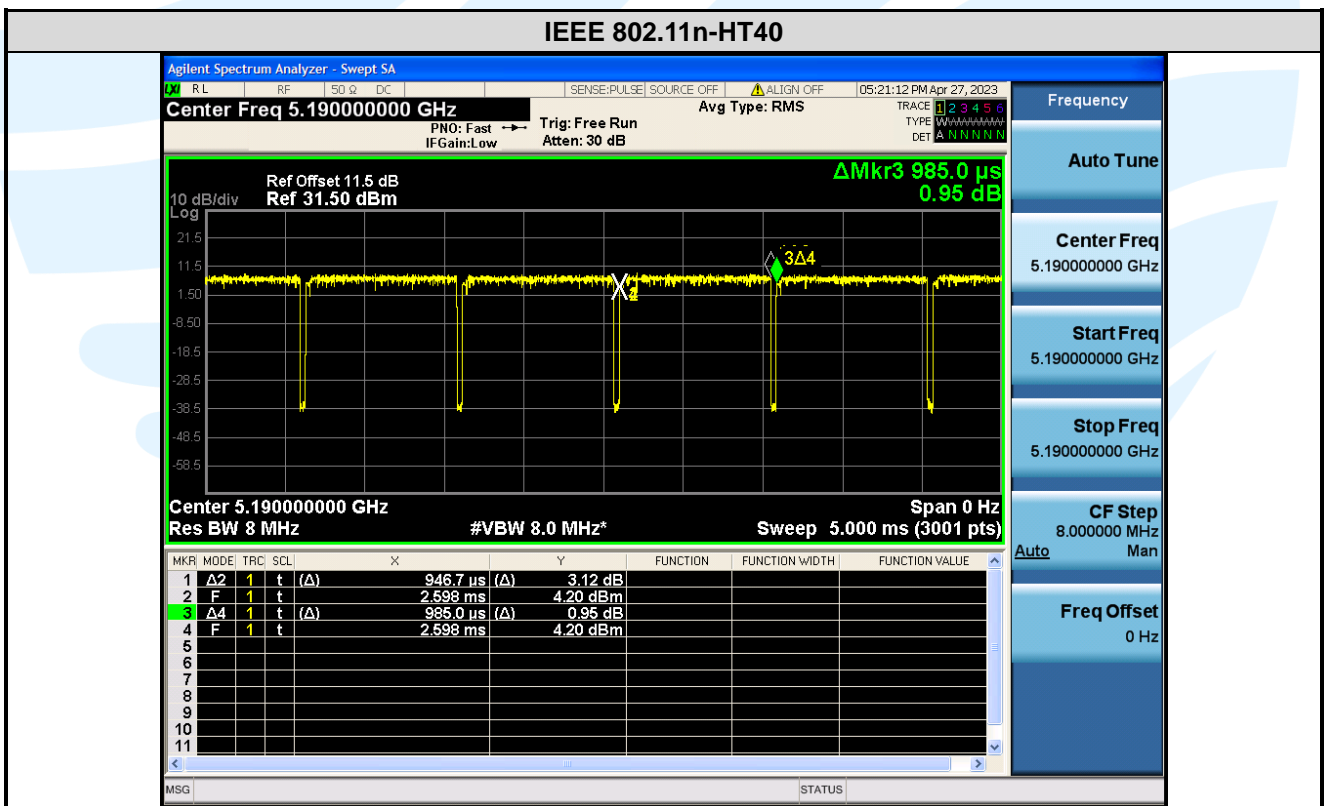 IEEE 802.11n-HT40
Agilent Spectrum Analyzer - Swept SA
LXI RL RF 50 Ω DC SENSE:PULSE SOURCE OFF ALIGN OFF 05:21:12 PM Apr 27, 2023
Center Freq 5.190000000 GHz
PNO: Fast
IFGain:Low
Trig: Free Run
Atten: 30 dB
Avg Type: RMS
TRACE 1 2 3 4 5 6
TYPE WWWWWW
DET A N N N N N
ΔMkr3 985.0 µs
0.95 dB
Ref Offset 11.5 dB
10 dB/div Ref 31.50 dBm
Log
21.5
11.5
1.50
-8.50
-18.5
-28.5
-38.5
-48.5
-58.5
3Δ4
Center 5.190000000 GHz Span 0 Hz
Res BW 8 MHz #VBW 8.0 MHz* Sweep 5.000 ms (3001 pts)
MKR MODE TRC SCL X Y FUNCTION FUNCTION WIDTH FUNCTION VALUE
1 Δ2 1 t (Δ) 946.7 µs (Δ) 3.12 dB
2 F 1 t 2.598 ms 4.20 dBm
3 Δ4 1 t (Δ) 985.0 µs (Δ) 0.95 dB
4 F 1 t 2.598 ms 4.20 dBm
5
6
7
8
9
10
11
MSG STATUS
Frequency
Auto Tune
Center Freq
5.190000000 GHz
Start Freq
5.190000000 GHz
Stop Freq
5.190000000 GHz
CF Step
8.000000 MHz
Auto Man
Freq Offset
0 Hz